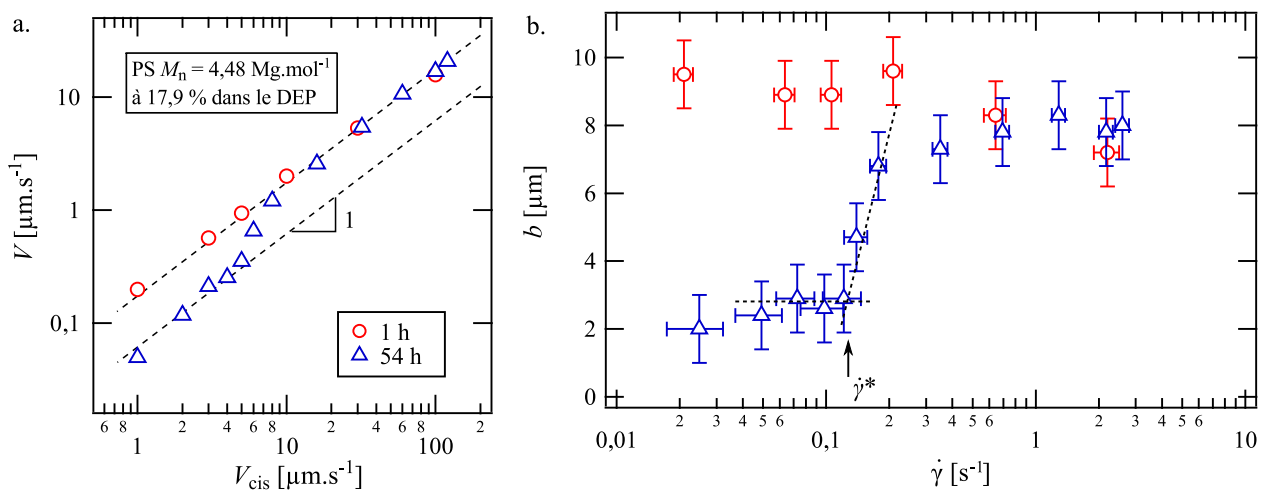 a.
PS Mn = 4,48 Mg.mol-1
à 17,9 % dans le DEP
10
1
0,1
V [µm.s-1]
1
1 h
54 h
6 8 2 4 6 8 2 4 6 8 2
1 10 100
Vcis [µm.s-1]
b.
10
8
6
4
2
0
b [µm]
γ̇*
2 3 4 5 6 2 3 4 5 6 2 3 4 5 6
0,01 0,1 1 10
γ̇ [s-1]